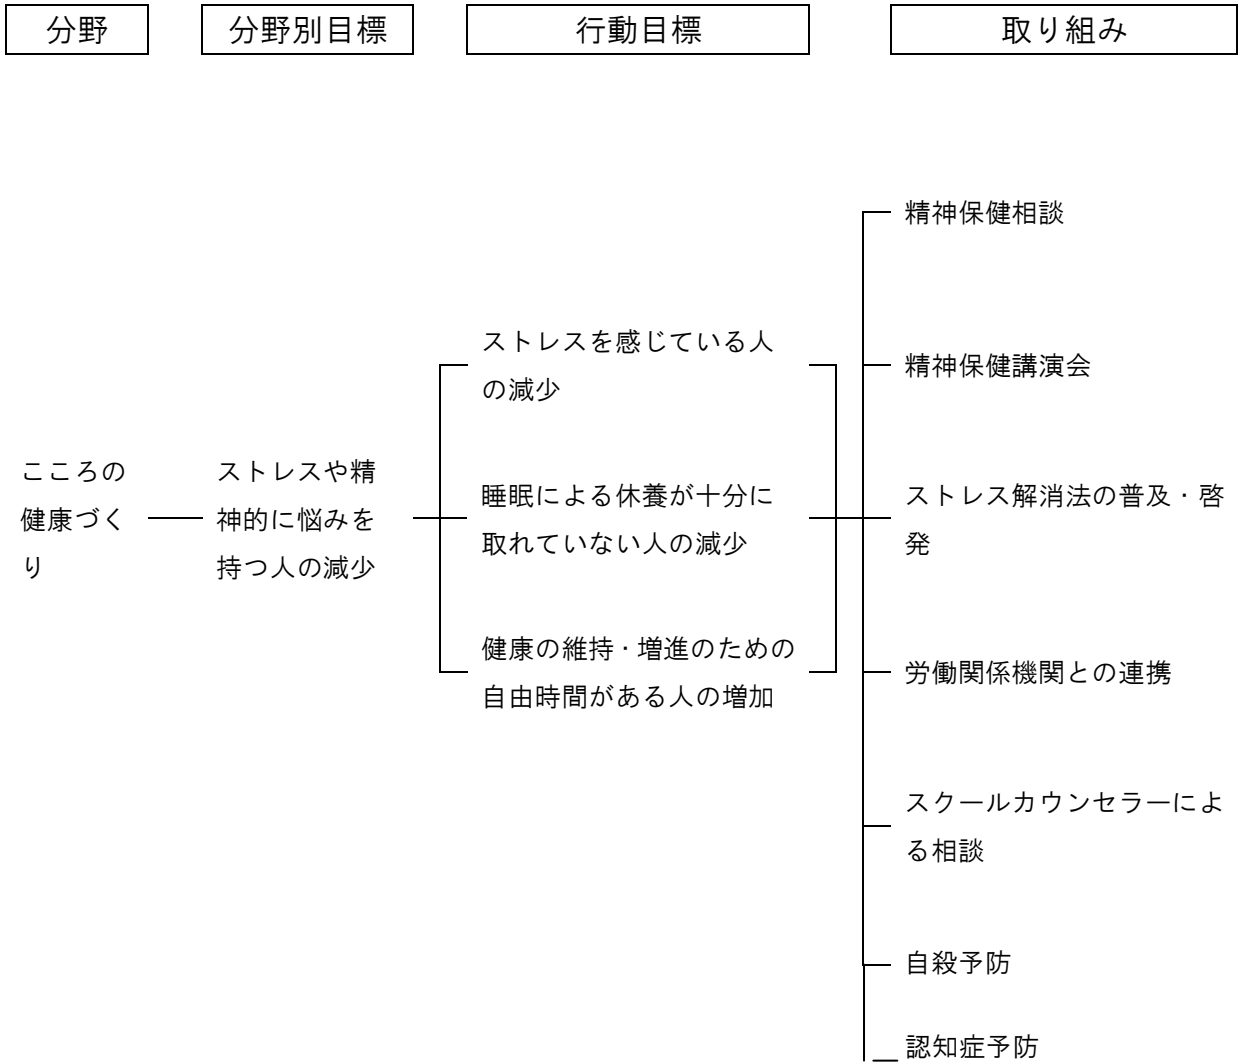 分野
分野別目標
行動目標
取り組み
こころの
健康づく
り
ストレスや精
神的に悩みを
持つ人の減少
ストレスを感じている人
の減少
睡眠による休養が十分に
取れていない人の減少
健康の維持・増進のための
自由時間がある人の増加
精神保健相談
精神保健講演会
ストレス解消法の普及・啓
発
労働関係機関との連携
スクールカウンセラーによ
る相談
自殺予防
認知症予防